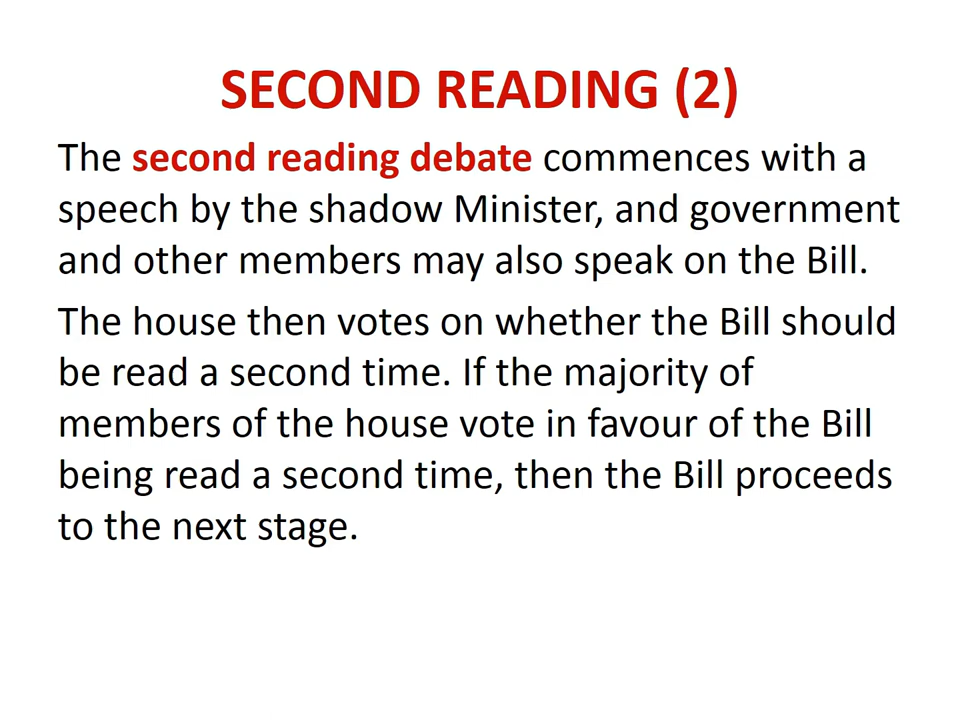 SECOND READING (2)
The second reading debate commences with a
speech by the shadow Minister, and government
and other members may also speak on the Bill.
The house then votes on whether the Bill should
be read a second time. If the majority of
members of the house vote in favour of the Bill
being read a second time, then the Bill proceeds
to the next stage.